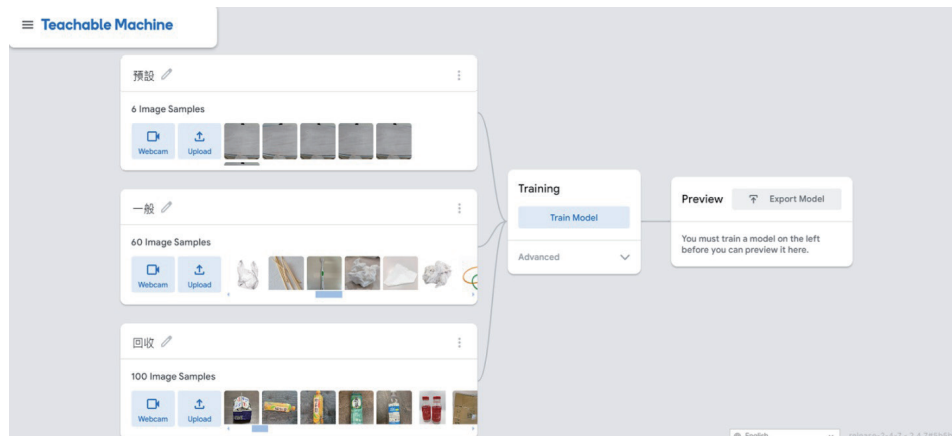 Teachable Machine
預設
6 Image Samples
Webcam
Upload
一般
60 Image Samples
Webcam
Upload
回收
100 Image Samples
Webcam
Upload
Training
Train Model
Advanced
Preview
Export Model
You must train a model on the left
before you can preview it here.
English